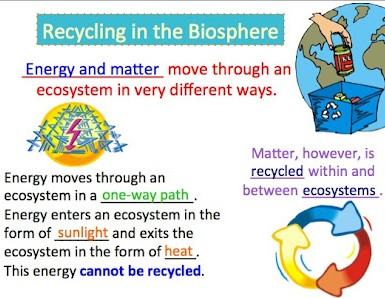 Recycling in the Biosphere
Energy and matter move through an
ecosystem in very different ways.
Energy moves through an
ecosystem in a one-way path.
Energy enters an ecosystem in the
form of sunlight and exits the
ecosystem in the form of heat.
This energy cannot be recycled.
Matter, however, is
recycled within and
between ecosystems.